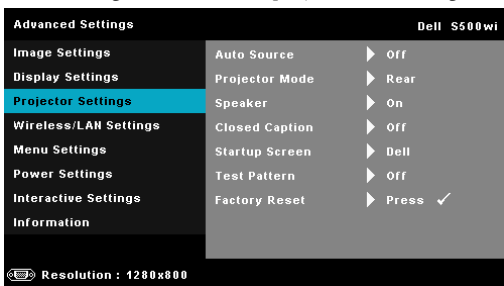 Advanced Settings Dell S500wi
Image Settings
Display Settings
Projector Settings
Wireless/LAN Settings
Menu Settings
Power Settings
Interactive Settings
Information
Auto Source Off
Projector Mode Rear
Speaker On
Closed Caption Off
Startup Screen Dell
Test Pattern Off
Factory Reset Press
Resolution : 1280x800